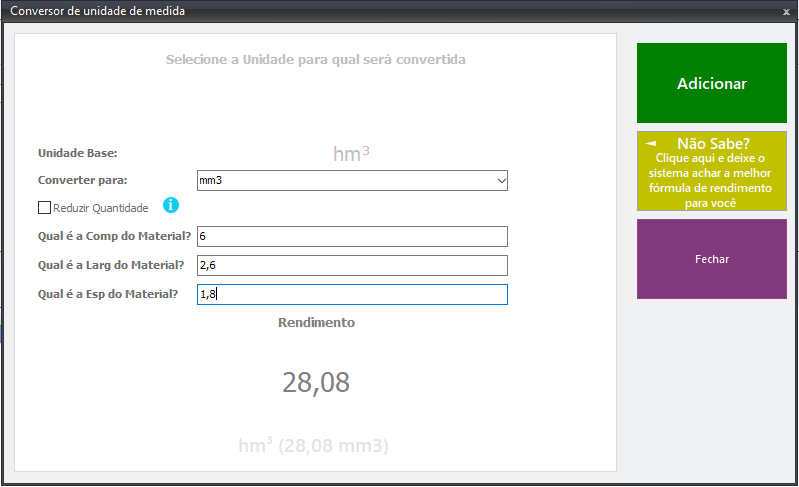 Conversor de unidade de medida
x
Selecione a Unidade para qual será convertida
Unidade Base:
hm³
Converter para:
mm3
Reduzir Quantidade
i
Qual é a Comp do Material?
6
Qual é a Larg do Material?
2,6
Qual é a Esp do Material?
1,8
Rendimento
28,08
hm³ (28,08 mm3)
Adicionar
Não Sabe?
Clique aqui e deixe o
sistema achar a melhor
fórmula de rendimento
para você
Fechar